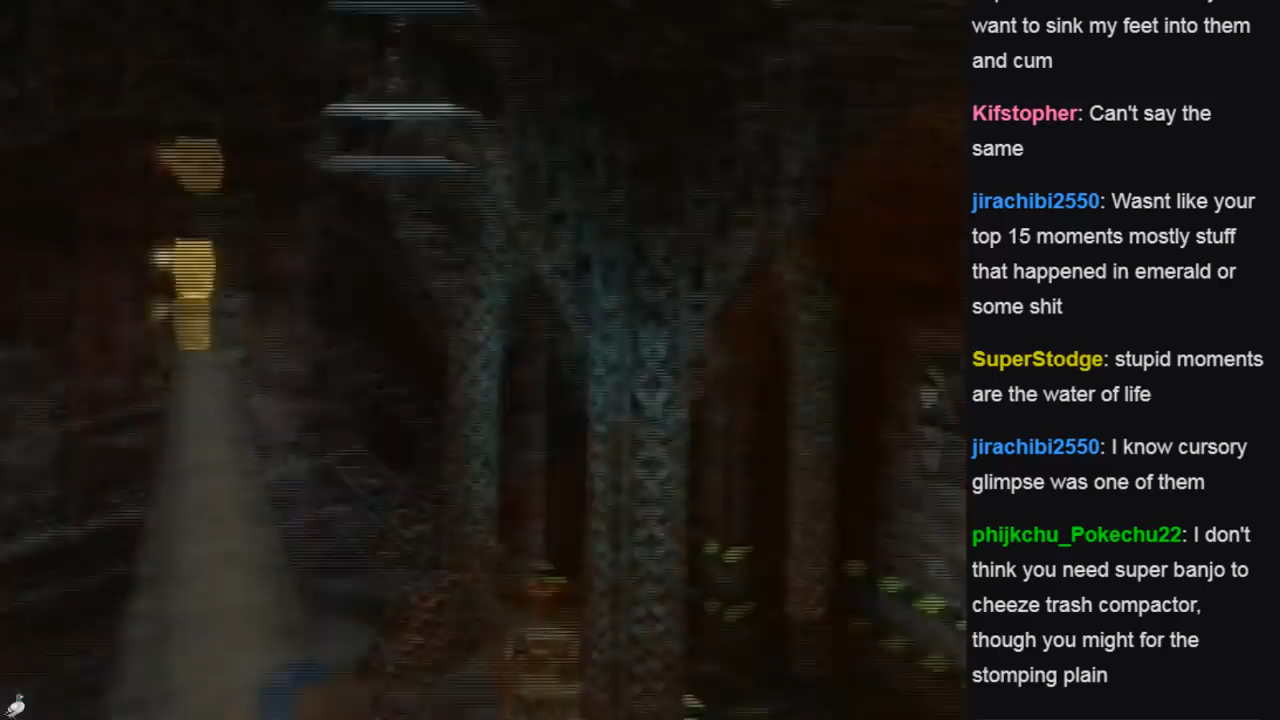 want to sink my feet into them
and cum
Kifstopher: Can't say the
same
jirachibi2550: Wasnt like your
top 15 moments mostly stuff
that happened in emerald or
some shit
SuperStodge: stupid moments
are the water of life
jirachibi2550: I know cursory
glimpse was one of them
phijkchu_Pokechu22: I don't
think you need super banjo to
cheeze trash compactor,
though you might for the
stomping plain